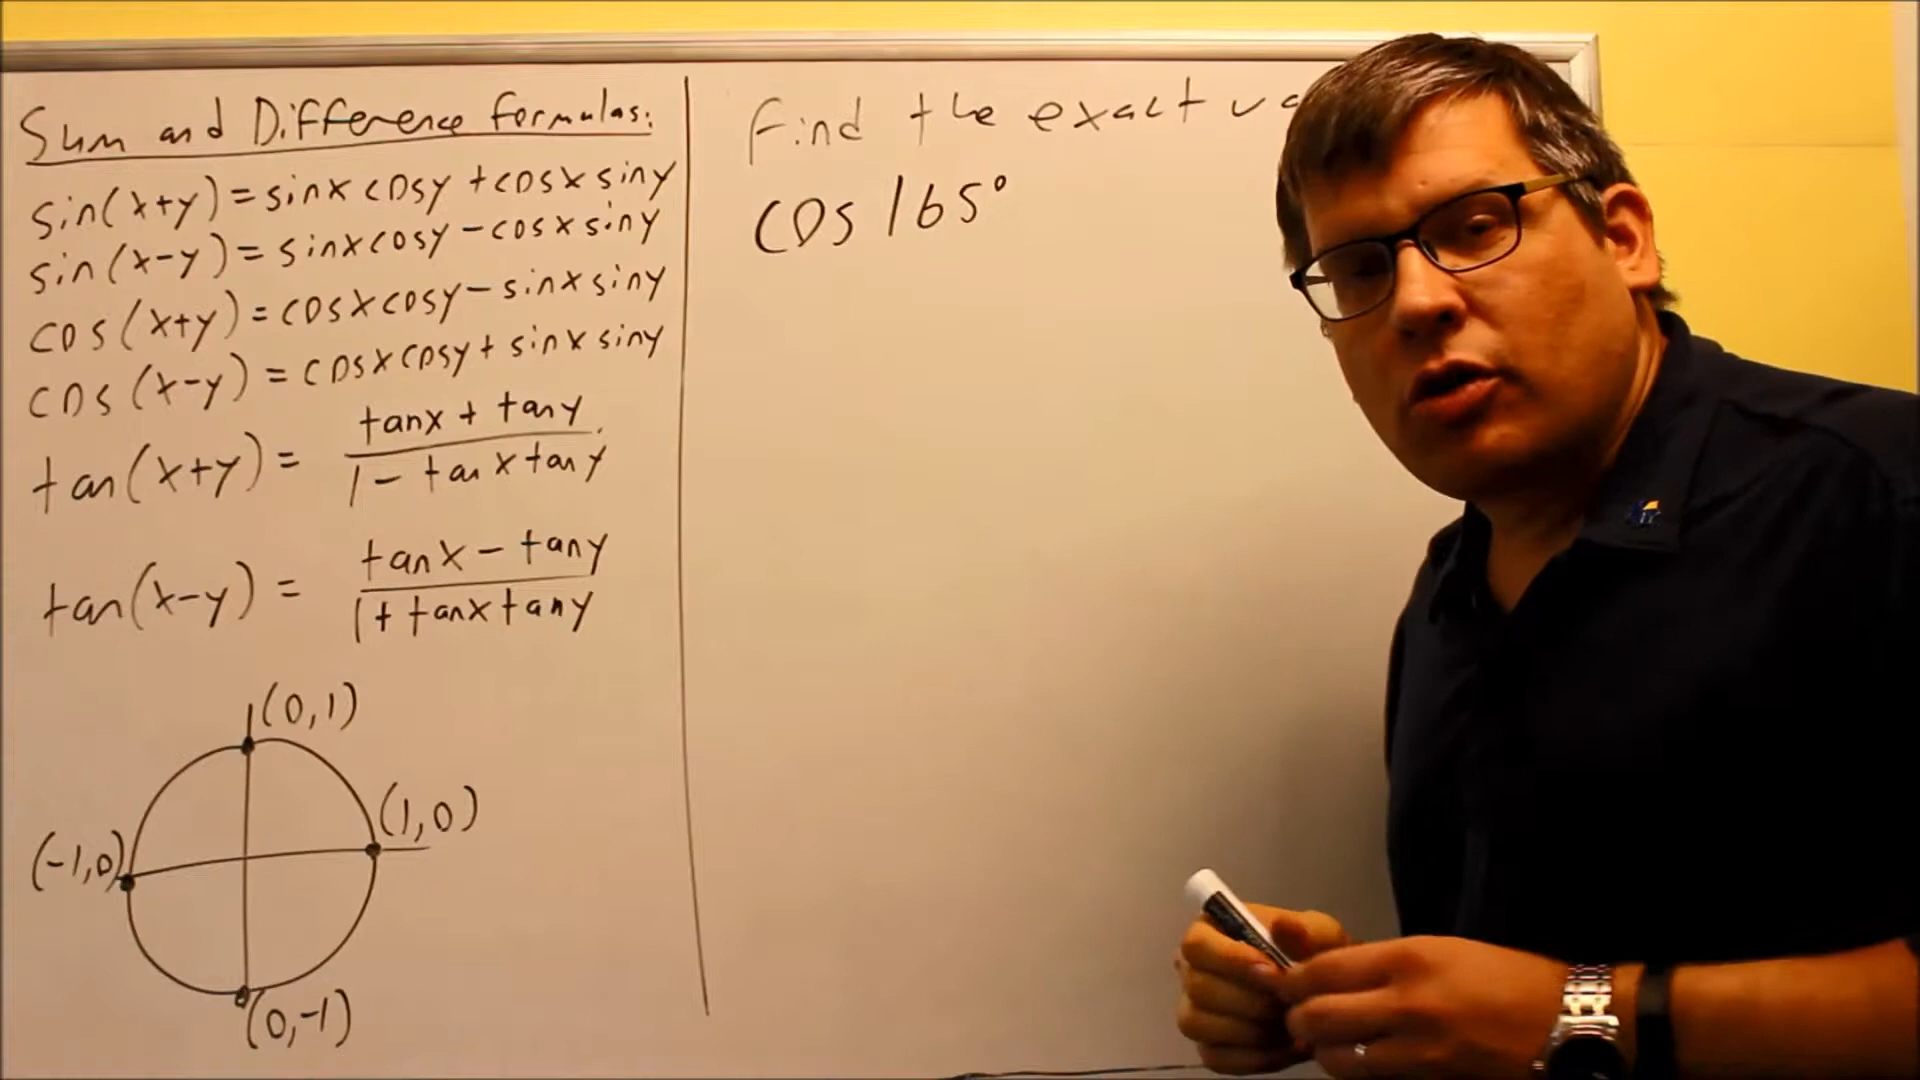 Sum and Difference Formulas:
sin(x+y) = sinx cosy + cosx siny
sin(x-y) = sinx cosy - cosx siny
cos(x+y) = cosx cosy - sinx siny
cos(x-y) = cosx cosy + sinx siny
tan(x+y) = tanx + tany
1 - tanx tany
tan(x-y) = tanx - tany
1 + tanx tany
(0,1)
(1,0)
(-1,0)
(0,-1)
Find the exact
cos 165°